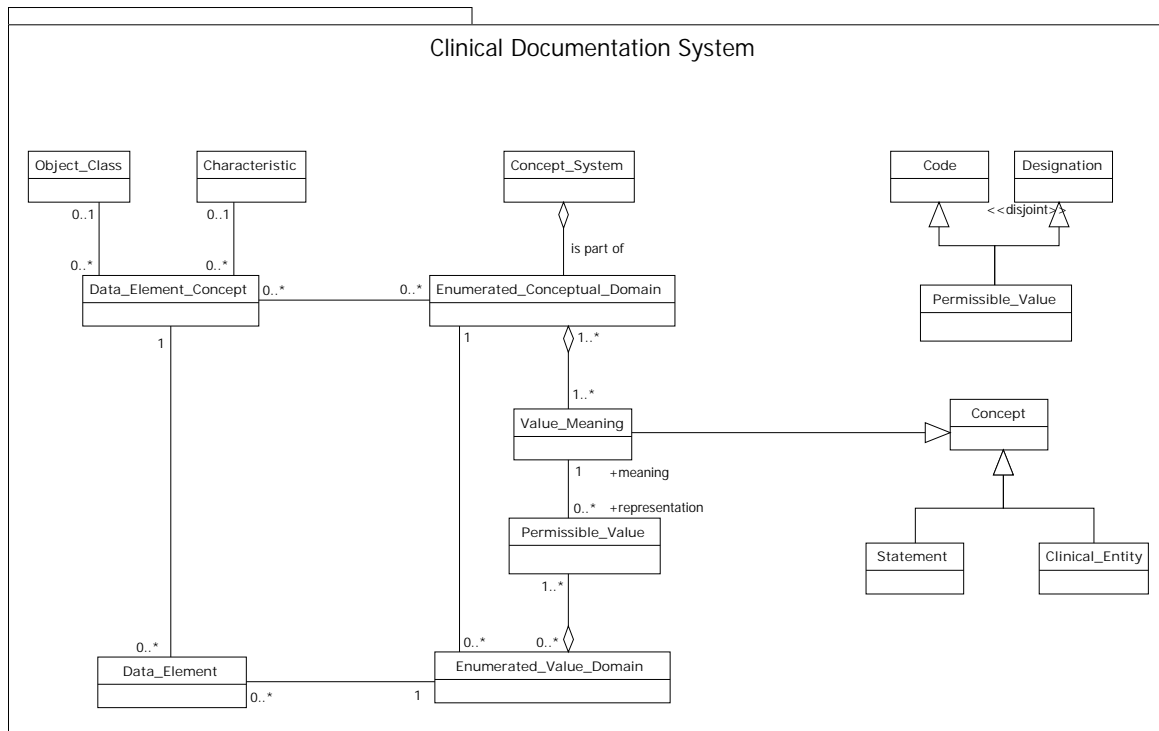 Clinical Documentation System
Object_Class
Characteristic
Concept_System
Code
Designation
0..1
0..1
<<disjoint>>
is part of
0..*
0..*
Data_Element_Concept
0..*
0..*
Enumerated_Conceptual_Domain
Permissible_Value
1
1
1..*
1..*
Value_Meaning
Concept
1
+meaning
0..*
+representation
Permissible_Value
Statement
Clinical_Entity
1..*
0..*
0..*
0..*
Data_Element
Enumerated_Value_Domain
0..*
1